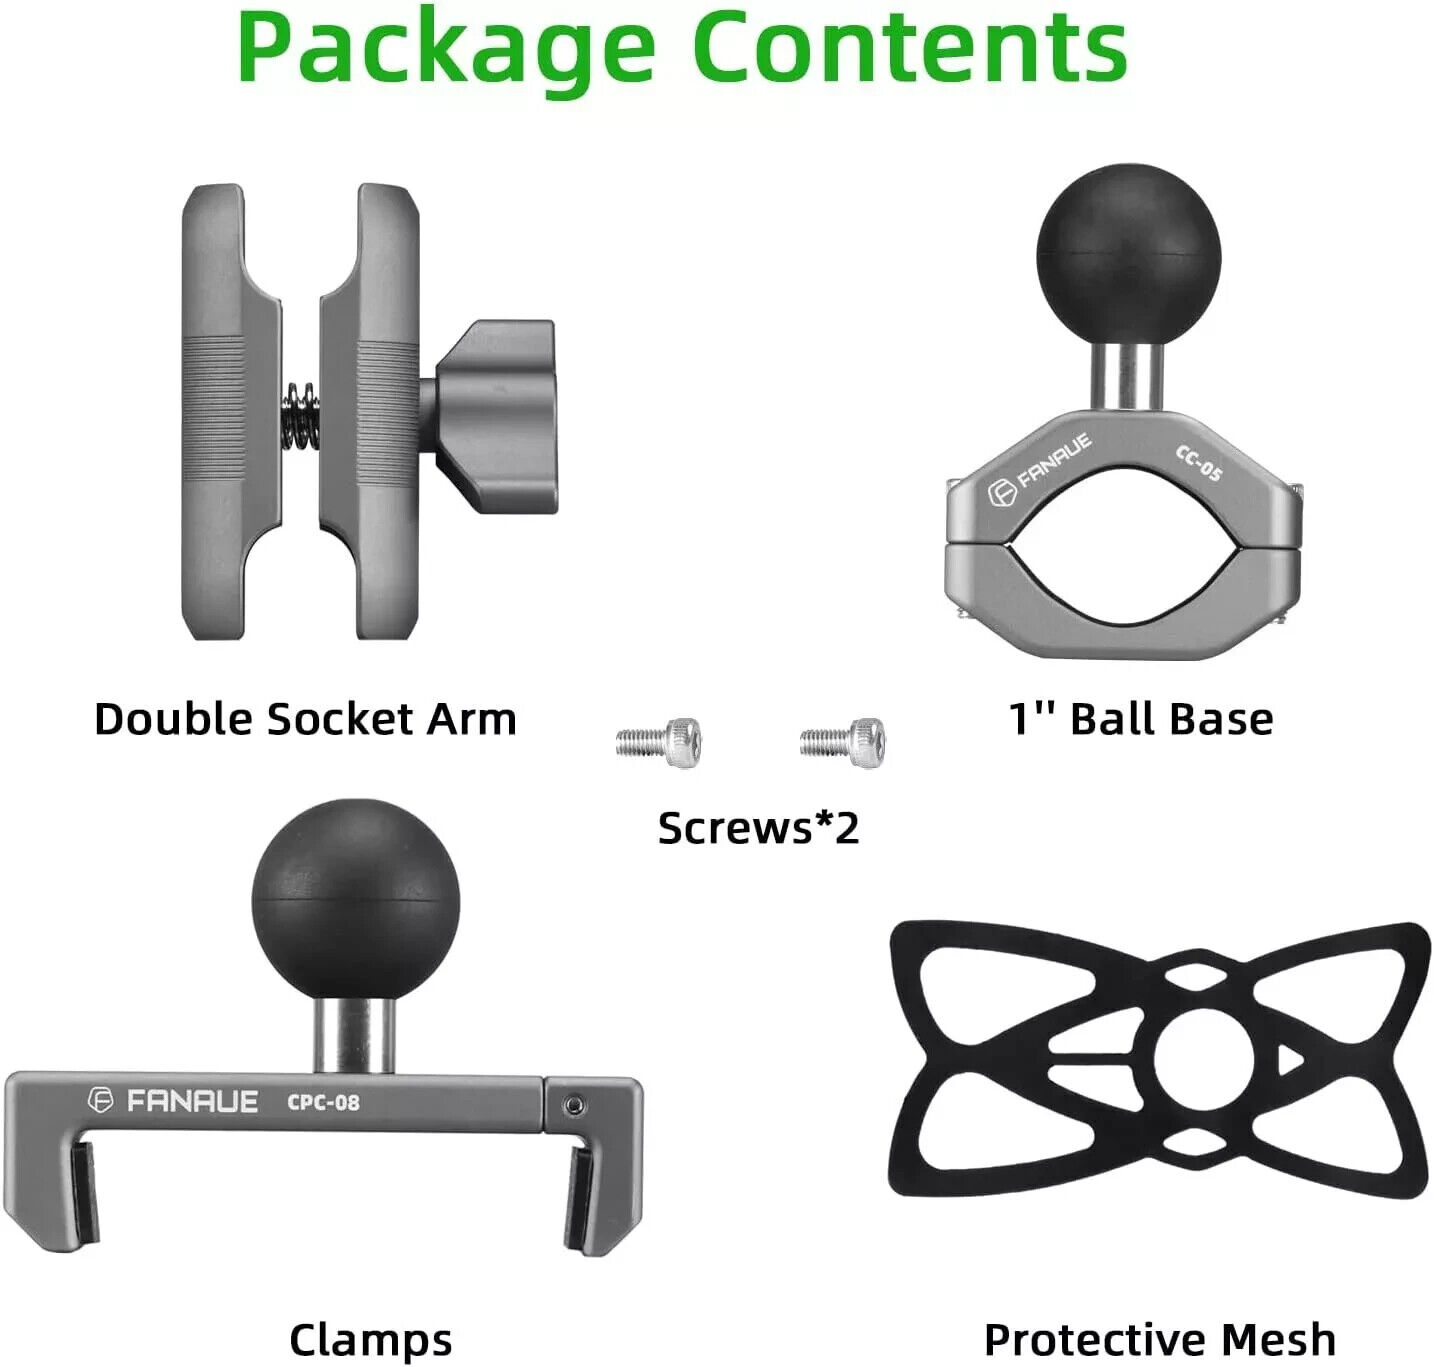 Package Contents
FANAUE
CC-05
Double Socket Arm
1'' Ball Base
Screws*2
FANAUE CPC-08
Clamps
Protective Mesh